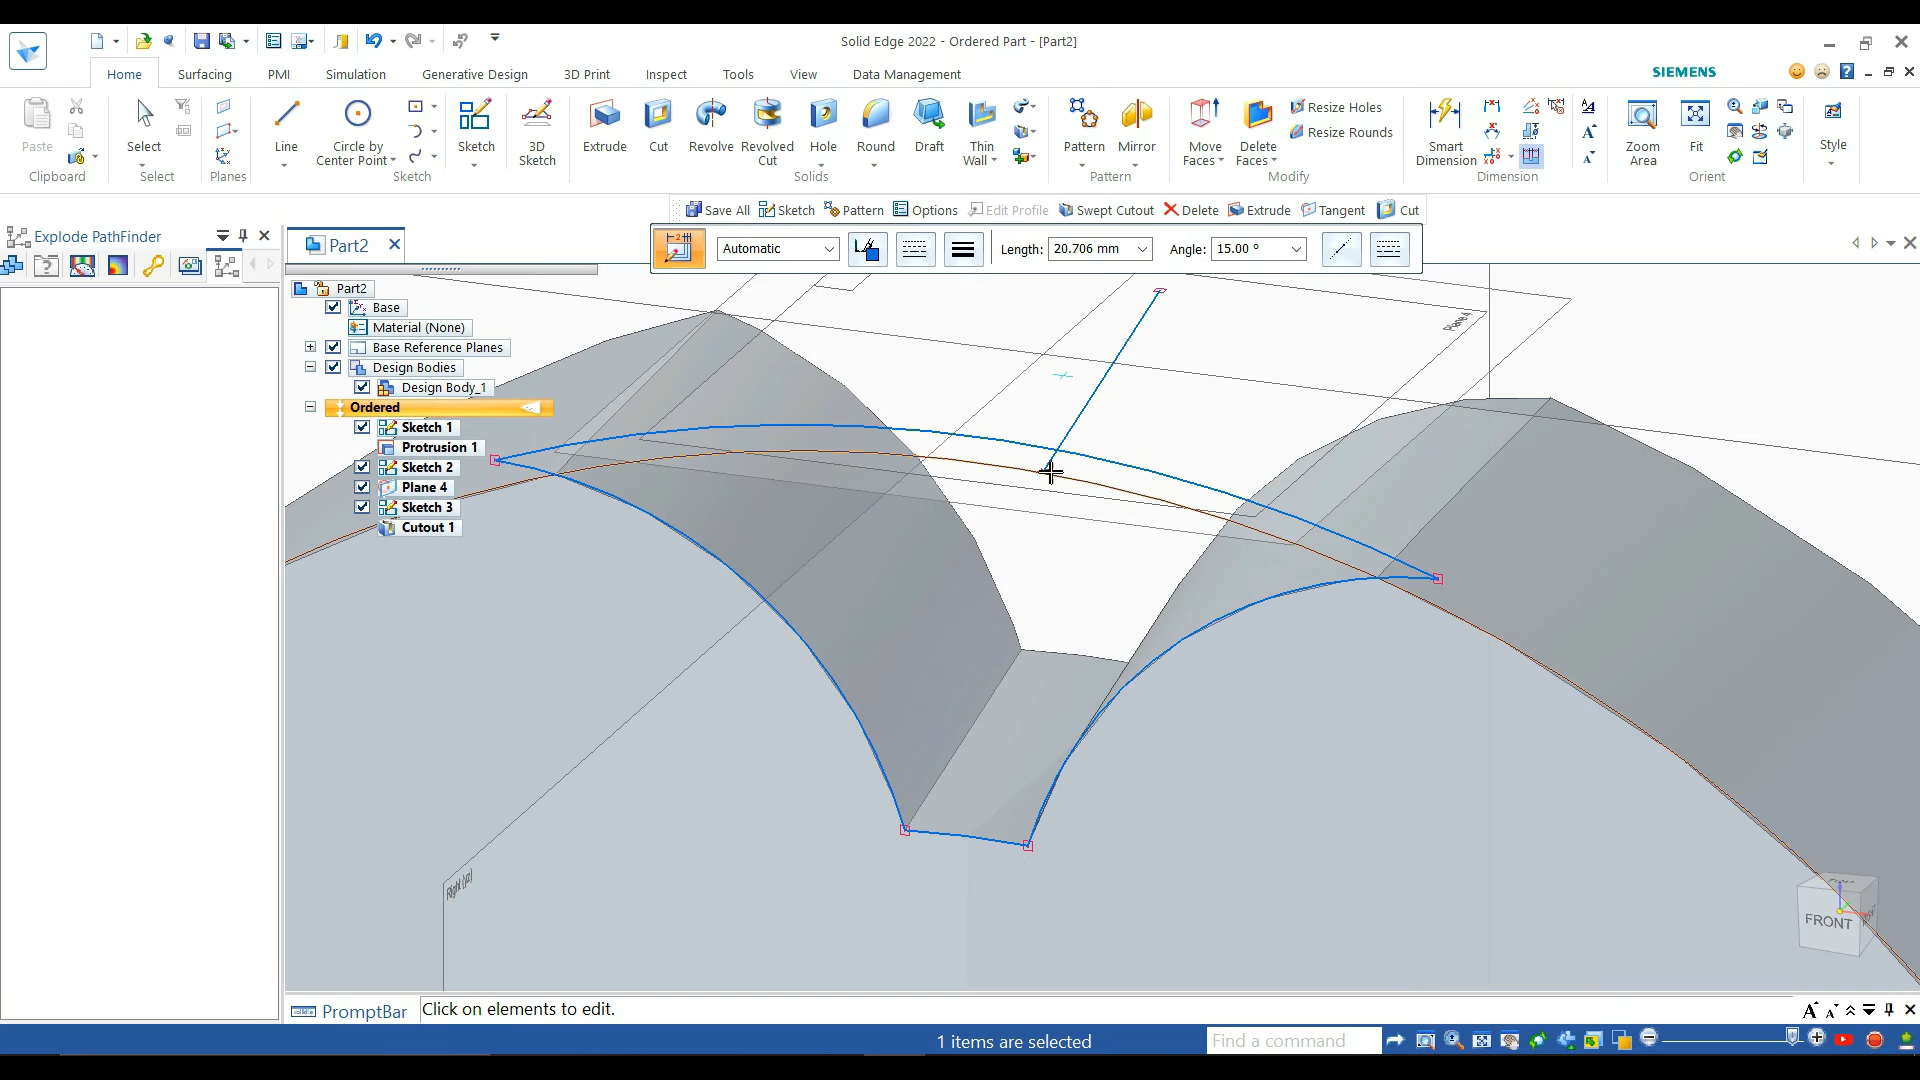 Solid Edge 2022 - Ordered Part - [Part2]
Home Surfacing PMI Simulation Generative Design 3D Print Inspect Tools View Data Management
SIEMENS
Paste
Clipboard
Select
Select
Planes
Line
Circle by
Center Point
Sketch
3D
Sketch
Sketch
Extrude
Cut
Revolve
Revolved
Cut
Hole
Round
Draft
Thin
Wall
Solids
Pattern
Mirror
Pattern
Move
Faces
Delete
Faces
Resize Holes
Resize Rounds
Modify
Smart
Dimension
Dimension
Zoom
Area
Fit
Orient
Style
Save All Sketch Pattern Options Edit Profile Swept Cutout Delete Extrude Tangent Cut
Explode PathFinder
Part2
Automatic
Length: 20.706 mm
Angle: 15.00 °
Part2
Base
Material (None)
Base Reference Planes
Design Bodies
Design Body_1
Ordered
Sketch 1
Protrusion 1
Sketch 2
Plane 4
Sketch 3
Cutout 1
Plane 4
Right (yz)
FRONT
PromptBar
Click on elements to edit.
1 items are selected
Find a command